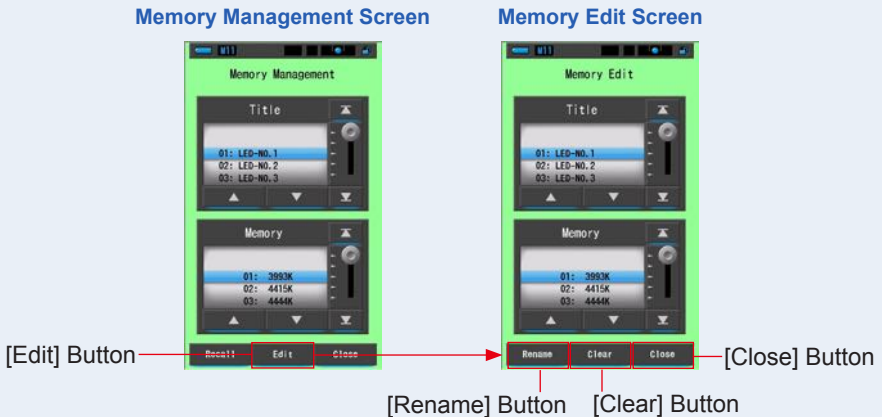 Memory Management Screen
M11
Memory Management
Title
01: LED-NO.1
02: LED-NO.2
03: LED-NO.3
Memory
01: 3993K
02: 4415K
03: 4444K
Recall Edit Close
[Edit] Button
Memory Edit Screen
M11
Memory Edit
Title
01: LED-NO.1
02: LED-NO.2
03: LED-NO.3
Memory
01: 3993K
02: 4415K
03: 4444K
Rename Clear Close
[Close] Button
[Rename] Button
[Clear] Button